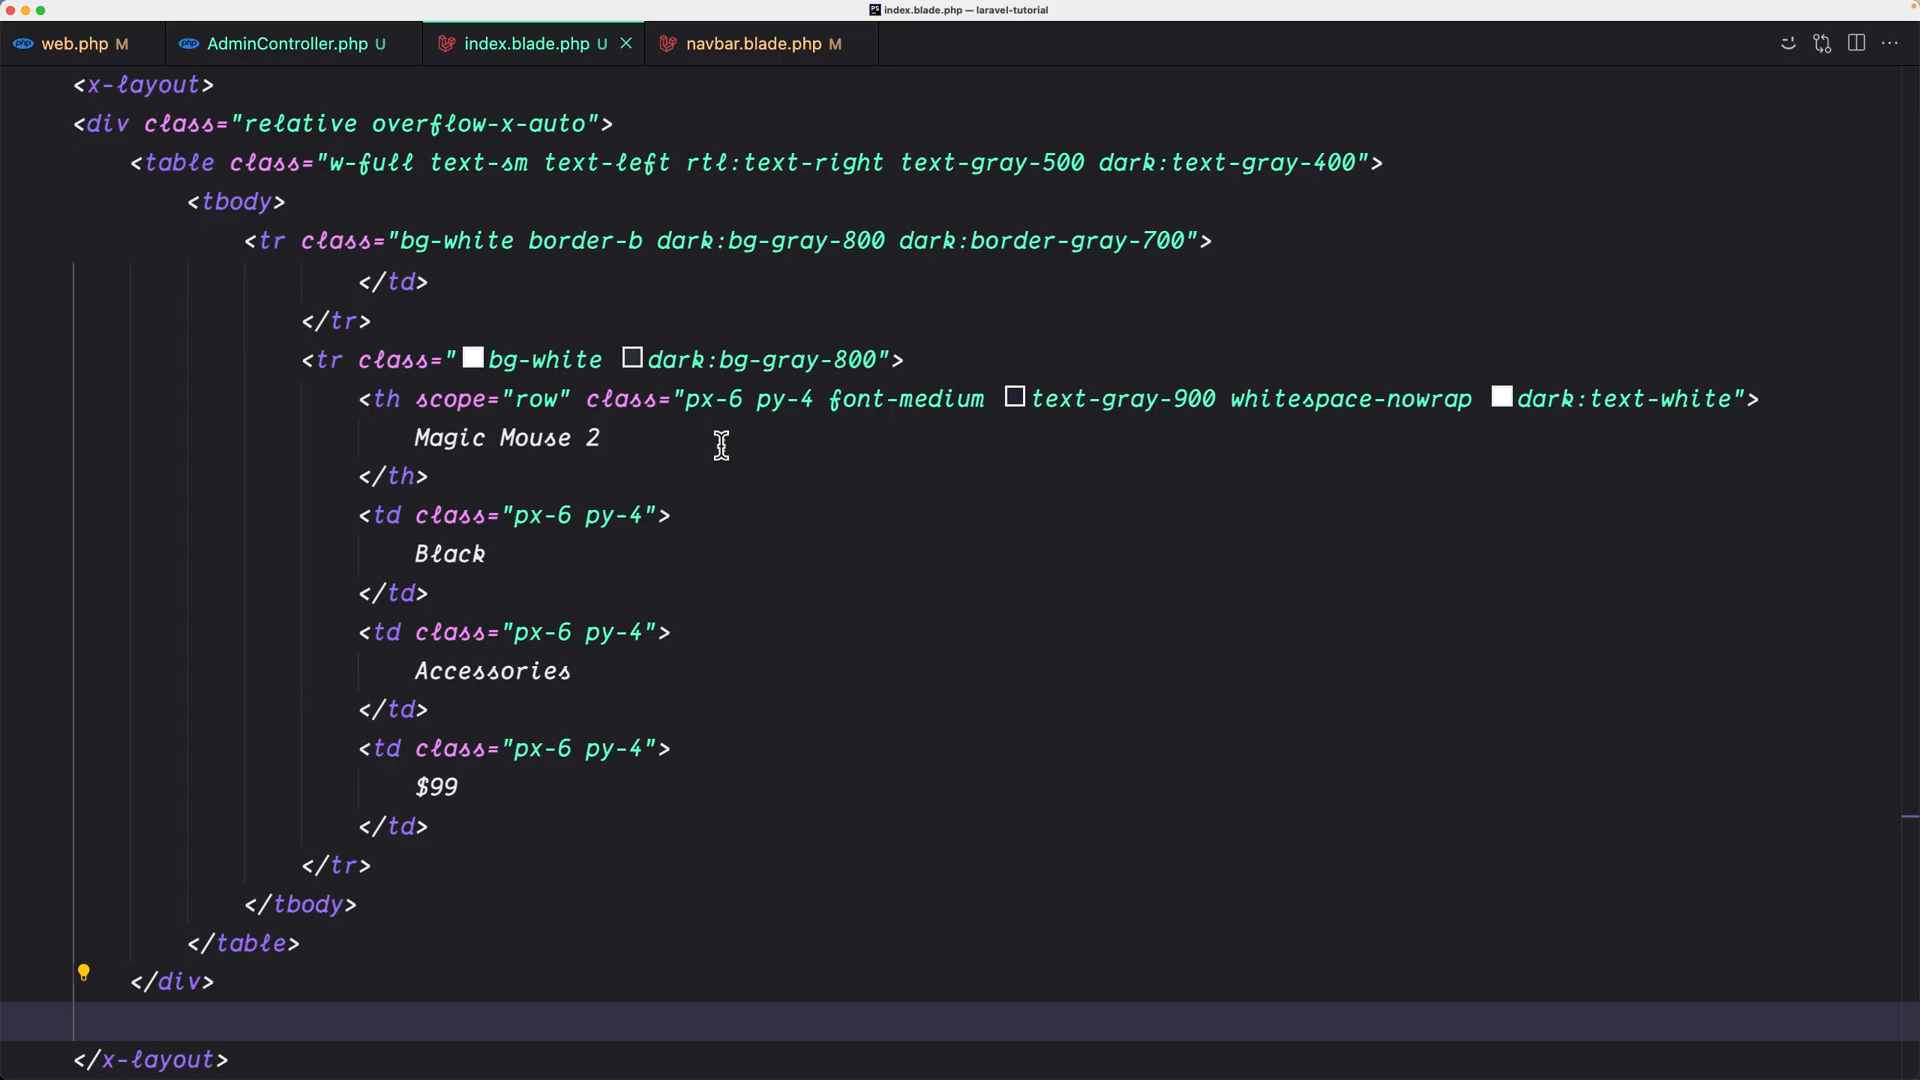 index.blade.php — laravel-tutorial
web.php M
AdminController.php U
index.blade.php U
navbar.blade.php M
<x-layout>
<div class="relative overflow-x-auto">
<table class="w-full text-sm text-left rtl:text-right text-gray-500 dark:text-gray-400">
<tbody>
<tr class="bg-white border-b dark:bg-gray-800 dark:border-gray-700">
</td>
</tr>
<tr class="bg-white dark:bg-gray-800">
<th scope="row" class="px-6 py-4 font-medium text-gray-900 whitespace-nowrap dark:text-white">
Magic Mouse 2
</th>
<td class="px-6 py-4">
Black
</td>
<td class="px-6 py-4">
Accessories
</td>
<td class="px-6 py-4">
$99
</td>
</tr>
</tbody>
</table>
</div>
</x-layout>